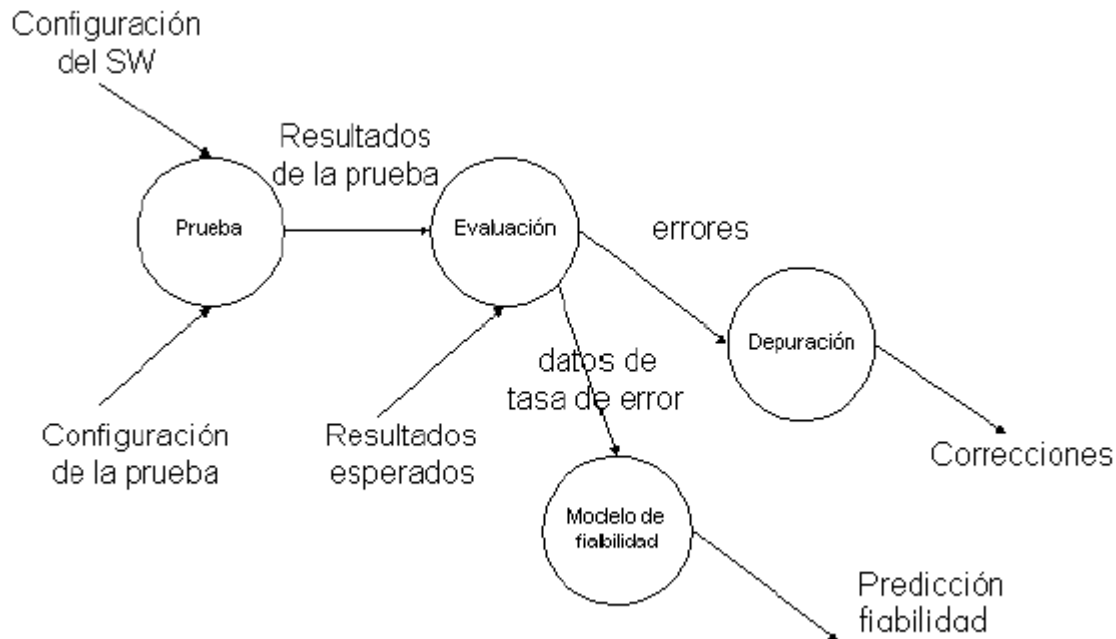 Configuración
del SW
Resultados
de la prueba
Prueba
Evaluación
errores
Depuración
datos de
tasa de error
Configuración
de la prueba
Resultados
esperados
Correcciones
Modelo de
fiabilidad
Predicción
fiabilidad